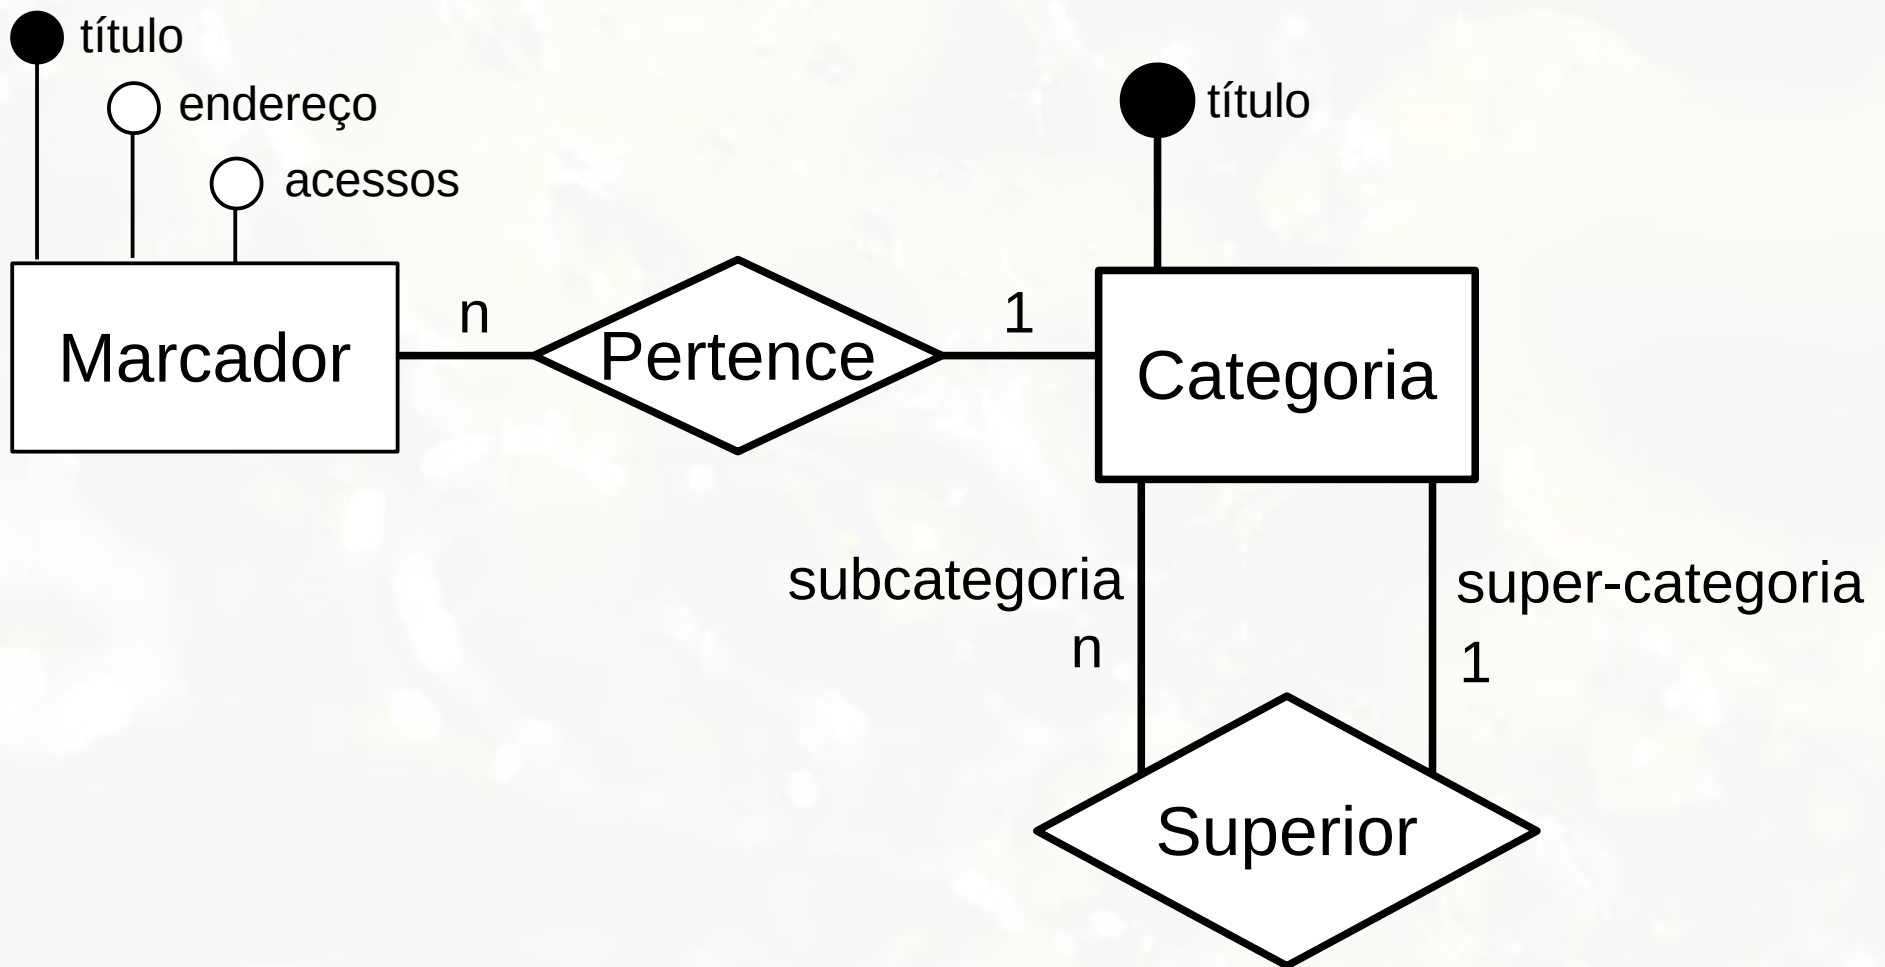 título
endereço
acessos
título
Marcador
n
Pertence
1
Categoria
subcategoria
n
super-categoria
1
Superior